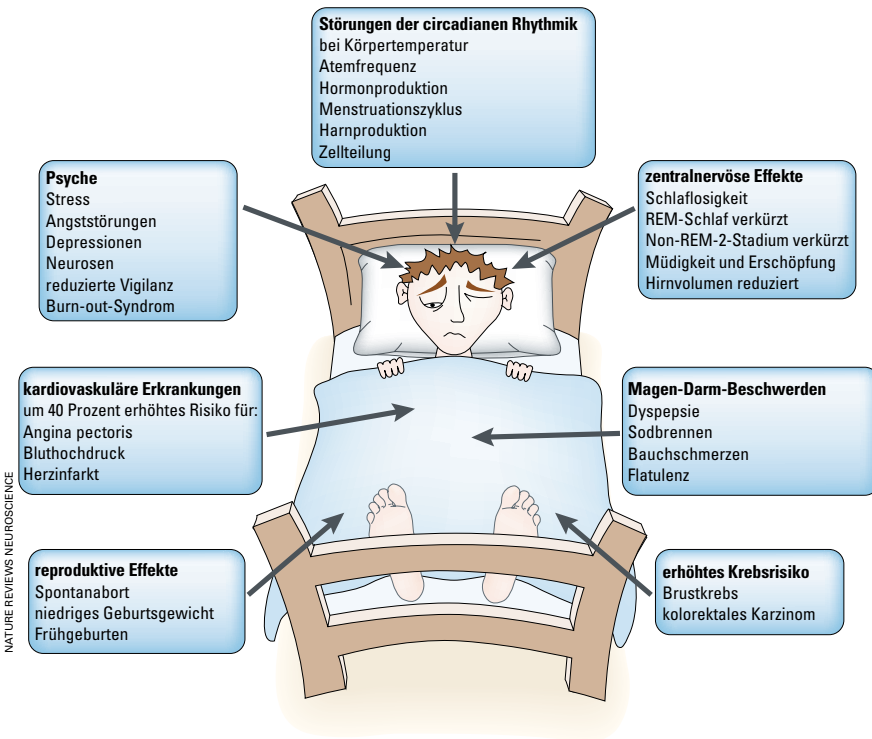 Störungen der circadianen Rhythmik
bei Körpertemperatur
Atemfrequenz
Hormonproduktion
Menstruationszyklus
Harnproduktion
Zellteilung
Psyche
Stress
Angststörungen
Depressionen
Neurosen
reduzierte Vigilanz
Burn-out-Syndrom
zentralnervöse Effekte
Schlaflosigkeit
REM-Schlaf verkürzt
Non-REM-2-Stadium verkürzt
Müdigkeit und Erschöpfung
Hirnvolumen reduziert
kardiovaskuläre Erkrankungen
um 40 Prozent erhöhtes Risiko für:
Angina pectoris
Bluthochdruck
Herzinfarkt
Magen-Darm-Beschwerden
Dyspepsie
Sodbrennen
Bauchschmerzen
Flatulenz
reproduktive Effekte
Spontanabort
niedriges Geburtsgewicht
Frühgeburten
erhöhtes Krebsrisiko
Brustkrebs
kolorektales Karzinom
NATURE REVIEWS NEUROSCIENCE